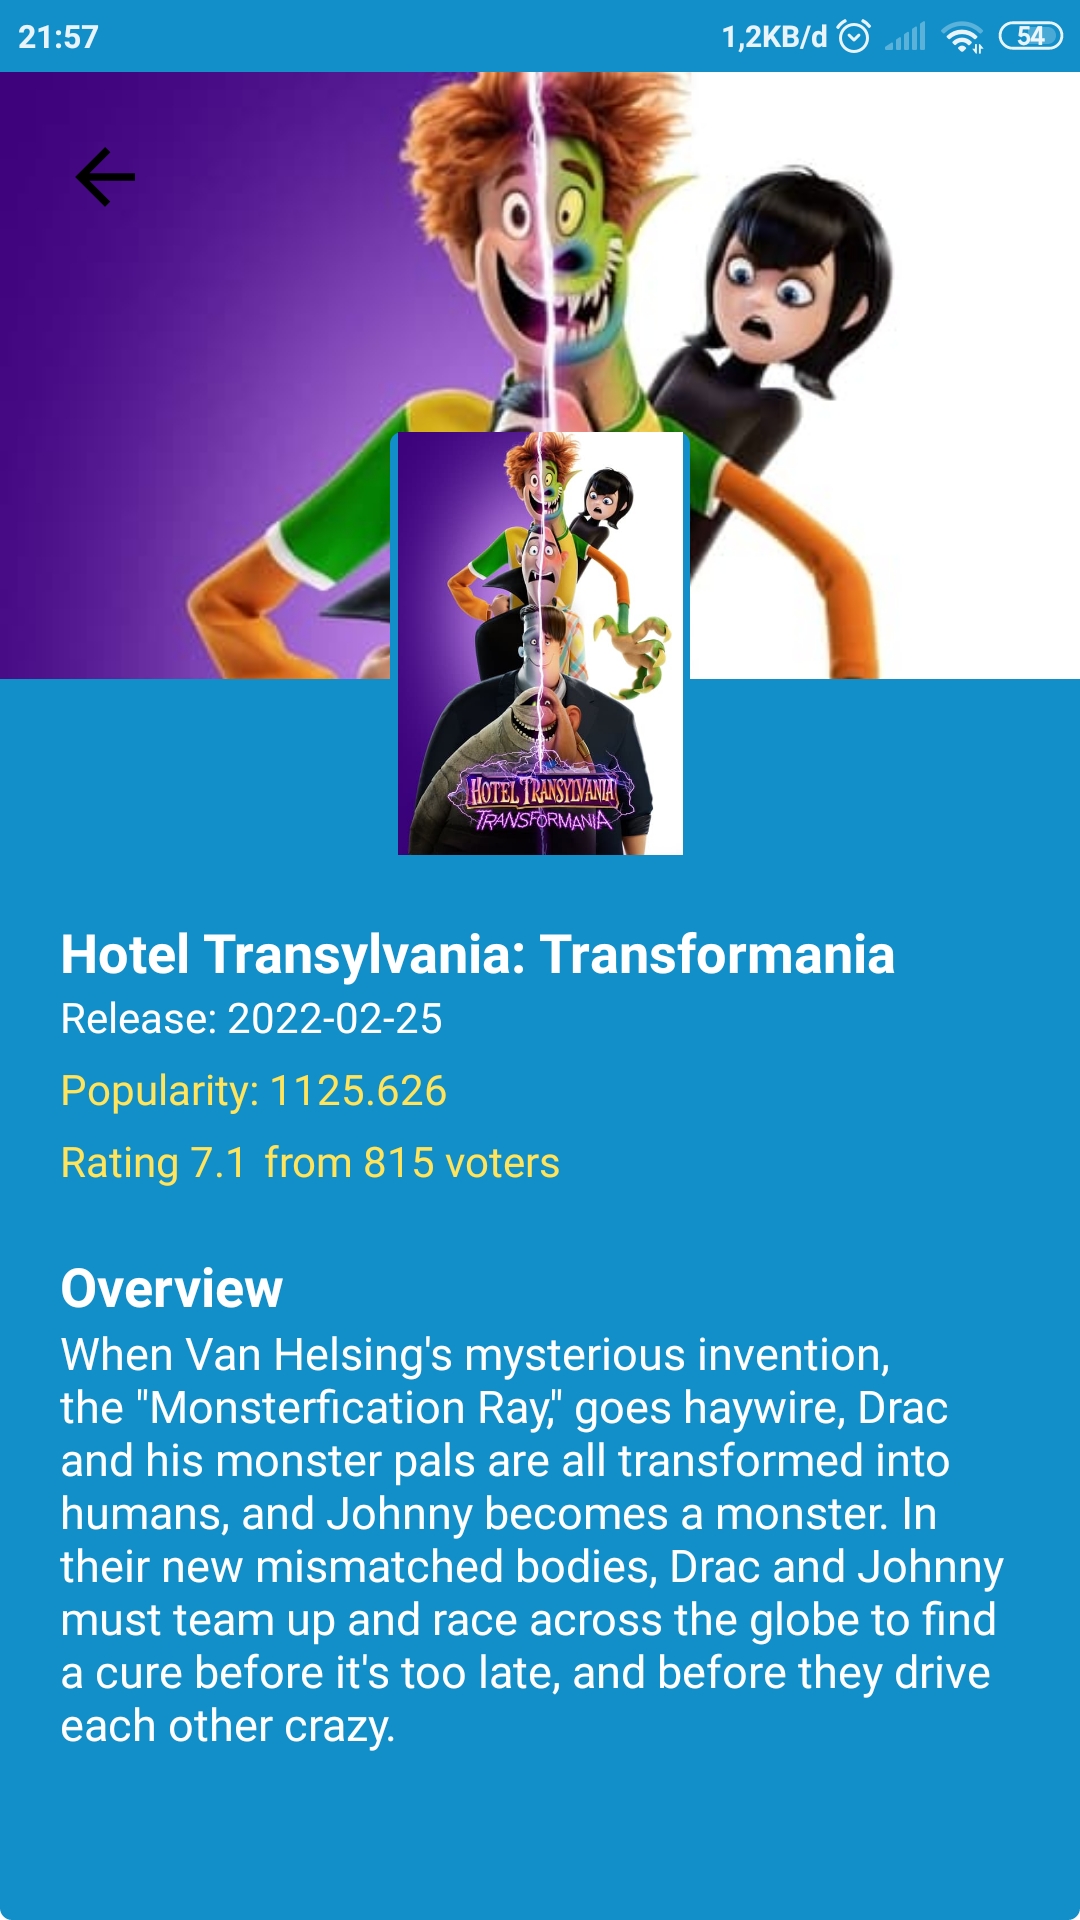 21:57
1,2KB/d
54
HOTEL TRANSYLVANIA
TRANSFORMANIA
Hotel Transylvania: Transformania
Release: 2022-02-25
Popularity: 1125.626
Rating 7.1 from 815 voters
Overview
When Van Helsing's mysterious invention,
the "Monsterfication Ray," goes haywire, Drac
and his monster pals are all transformed into
humans, and Johnny becomes a monster. In
their new mismatched bodies, Drac and Johnny
must team up and race across the globe to find
a cure before it's too late, and before they drive
each other crazy.